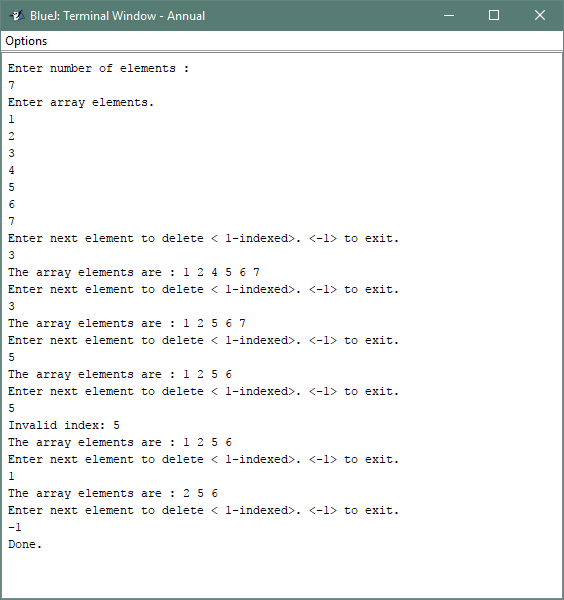 BlueJ: Terminal Window - Annual
Options
Enter number of elements :
7
Enter array elements.
1
2
3
4
5
6
7
Enter next element to delete < 1-indexed>. <-1> to exit.
3
The array elements are : 1 2 4 5 6 7
Enter next element to delete < 1-indexed>. <-1> to exit.
3
The array elements are : 1 2 5 6 7
Enter next element to delete < 1-indexed>. <-1> to exit.
5
The array elements are : 1 2 5 6
Enter next element to delete < 1-indexed>. <-1> to exit.
5
Invalid index: 5
The array elements are : 1 2 5 6
Enter next element to delete < 1-indexed>. <-1> to exit.
1
The array elements are : 2 5 6
Enter next element to delete < 1-indexed>. <-1> to exit.
-1
Done.